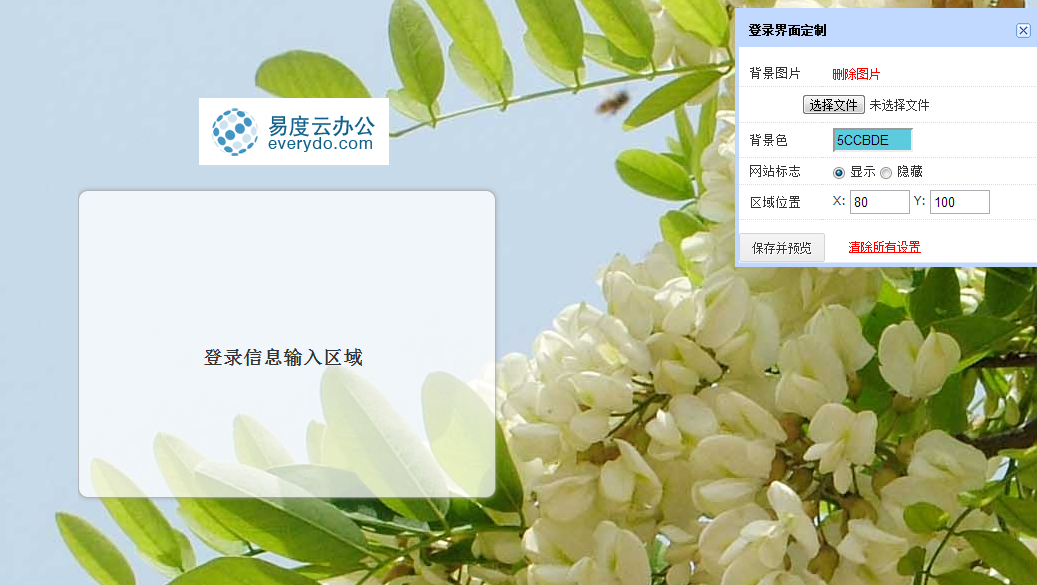 易度云办公
everydo.com
登录信息输入区域
登录界面定制
背景图片 删除图片
选择文件 未选择文件
背景色 5CCBDE
网站标志 显示 隐藏
区域位置 X: 80 Y: 100
保存并预览 清除所有设置